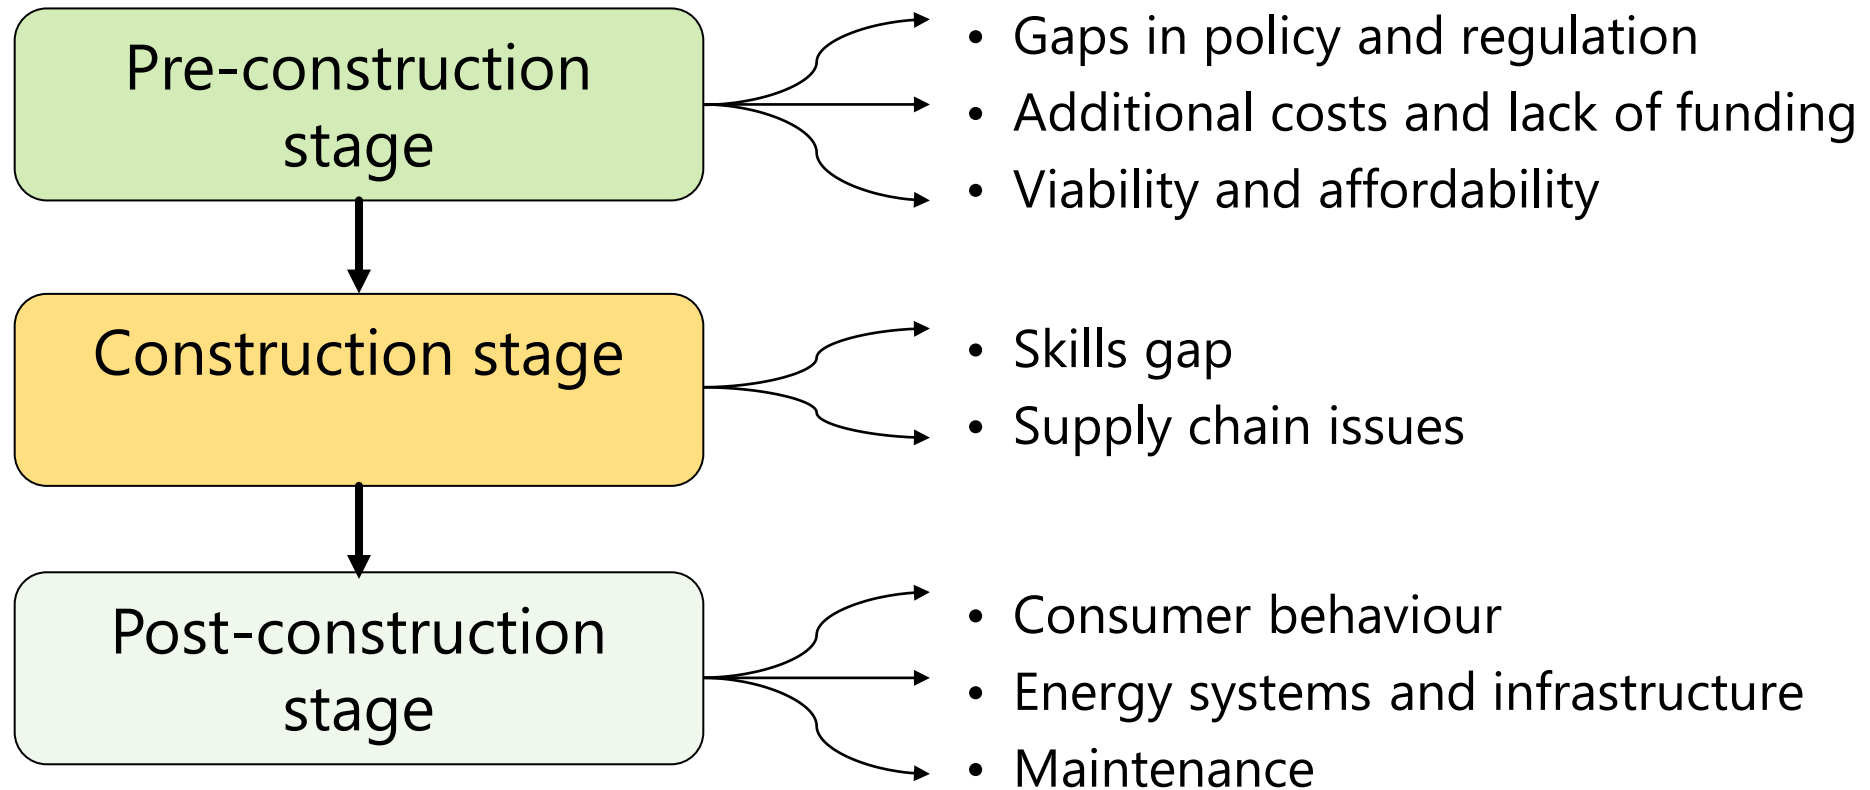 Pre-construction
stage
• Gaps in policy and regulation
• Additional costs and lack of funding
• Viability and affordability
Construction stage
• Skills gap
• Supply chain issues
Post-construction
stage
• Consumer behaviour
• Energy systems and infrastructure
• Maintenance